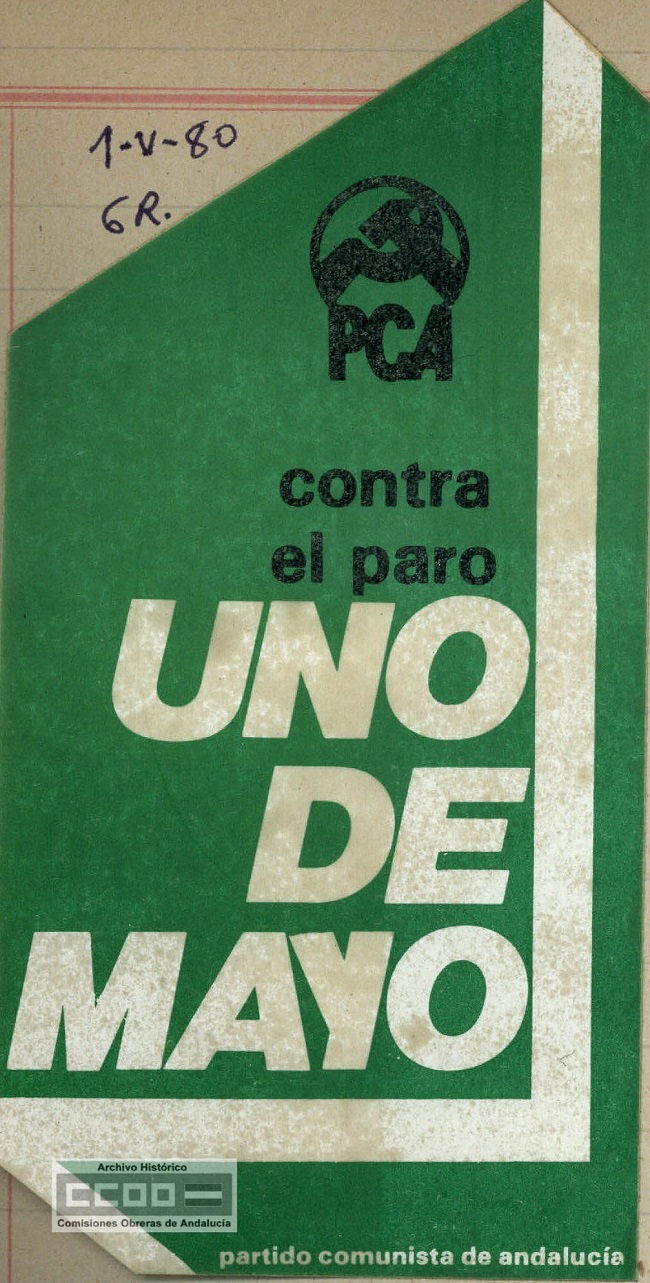 1-V-80
GR.
PCA
contra
el paro
UNO
DE
MAYO
Archivo Histórico
CCOO
Comisiones Obreras de Andalucía
partido comunista de andalucía